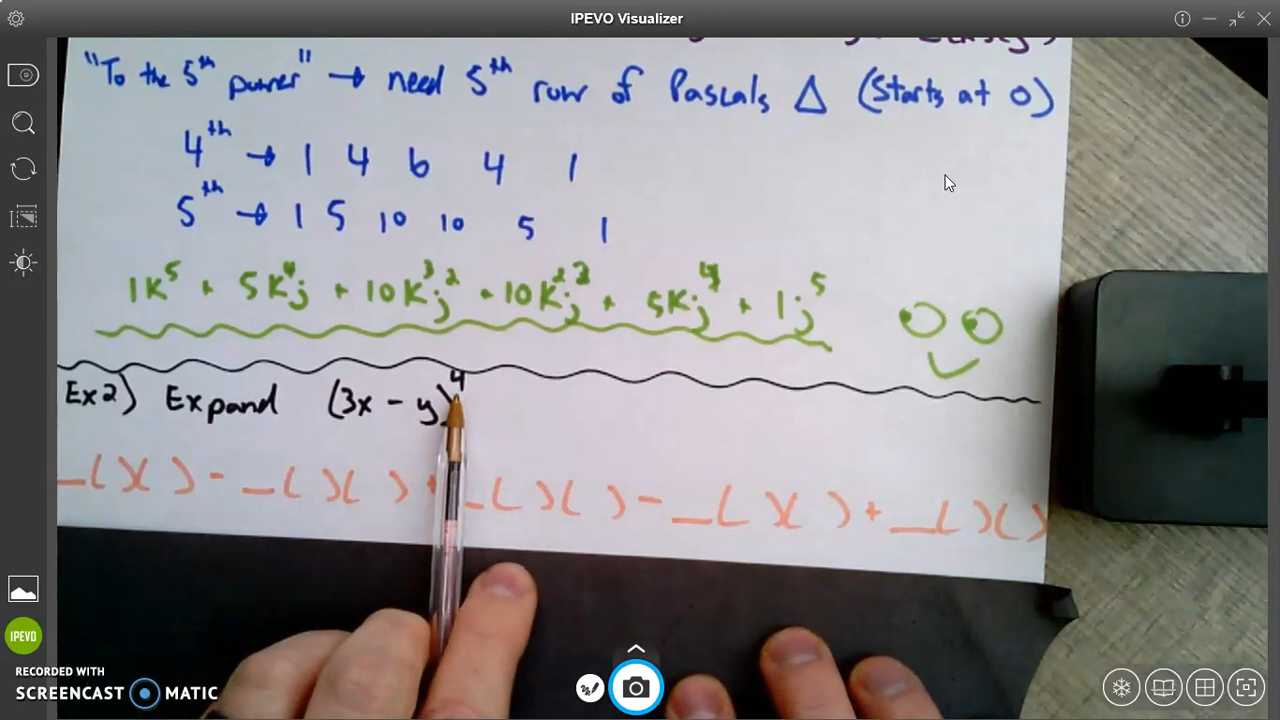 IPEVO Visualizer
"To the 5th power" → need 5th row of Pascals Δ (Starts at 0)
4th → 1 4 6 4 1
5th → 1 5 10 10 5 1
1K⁵ + 5K⁴j + 10K³j² + 10K²j³ + 5Kj⁴ + 1j⁵
Ex2) Expand (3x - y)⁴
_( )( ) - _( )( ) + _( )( ) - _( )( ) + _( )( )
IPEVO
RECORDED WITH
SCREENCAST MATIC